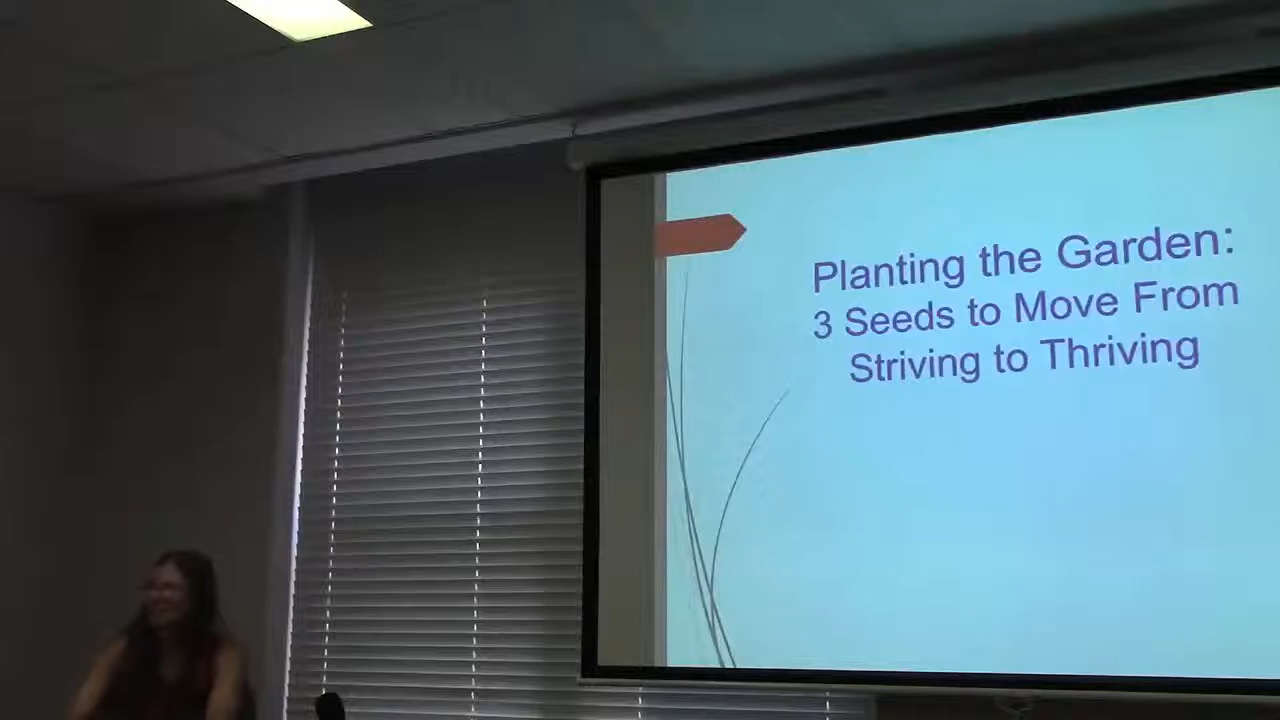 Planting the Garden:
3 Seeds to Move From
Striving to Thriving